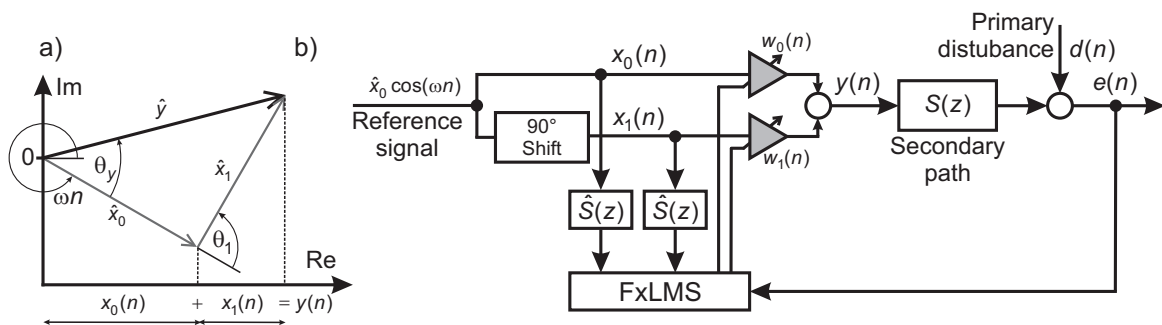 a)
Im
ŷ
0
θy
ωn
x̂0
x̂1
θ1
Re
x0(n) + x1(n) = y(n)
b)
x̂0 cos(ωn)
Reference
signal
90°
Shift
x0(n)
x1(n)
w0(n)
w1(n)
Ŝ(z)
Ŝ(z)
FxLMS
y(n)
S(z)
Secondary
path
Primary
distubance
d(n)
e(n)